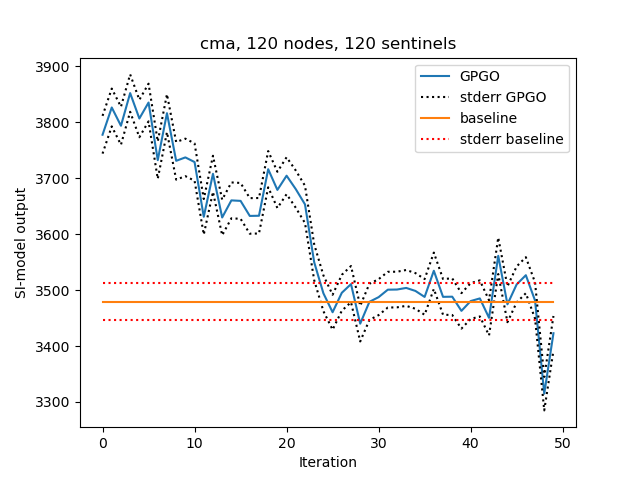 cma, 120 nodes, 120 sentinels
3900
3800
3700
3600
3500
3400
3300
SI-model output
GPGO
stderr GPGO
baseline
stderr baseline
0
10
20
30
40
50
Iteration